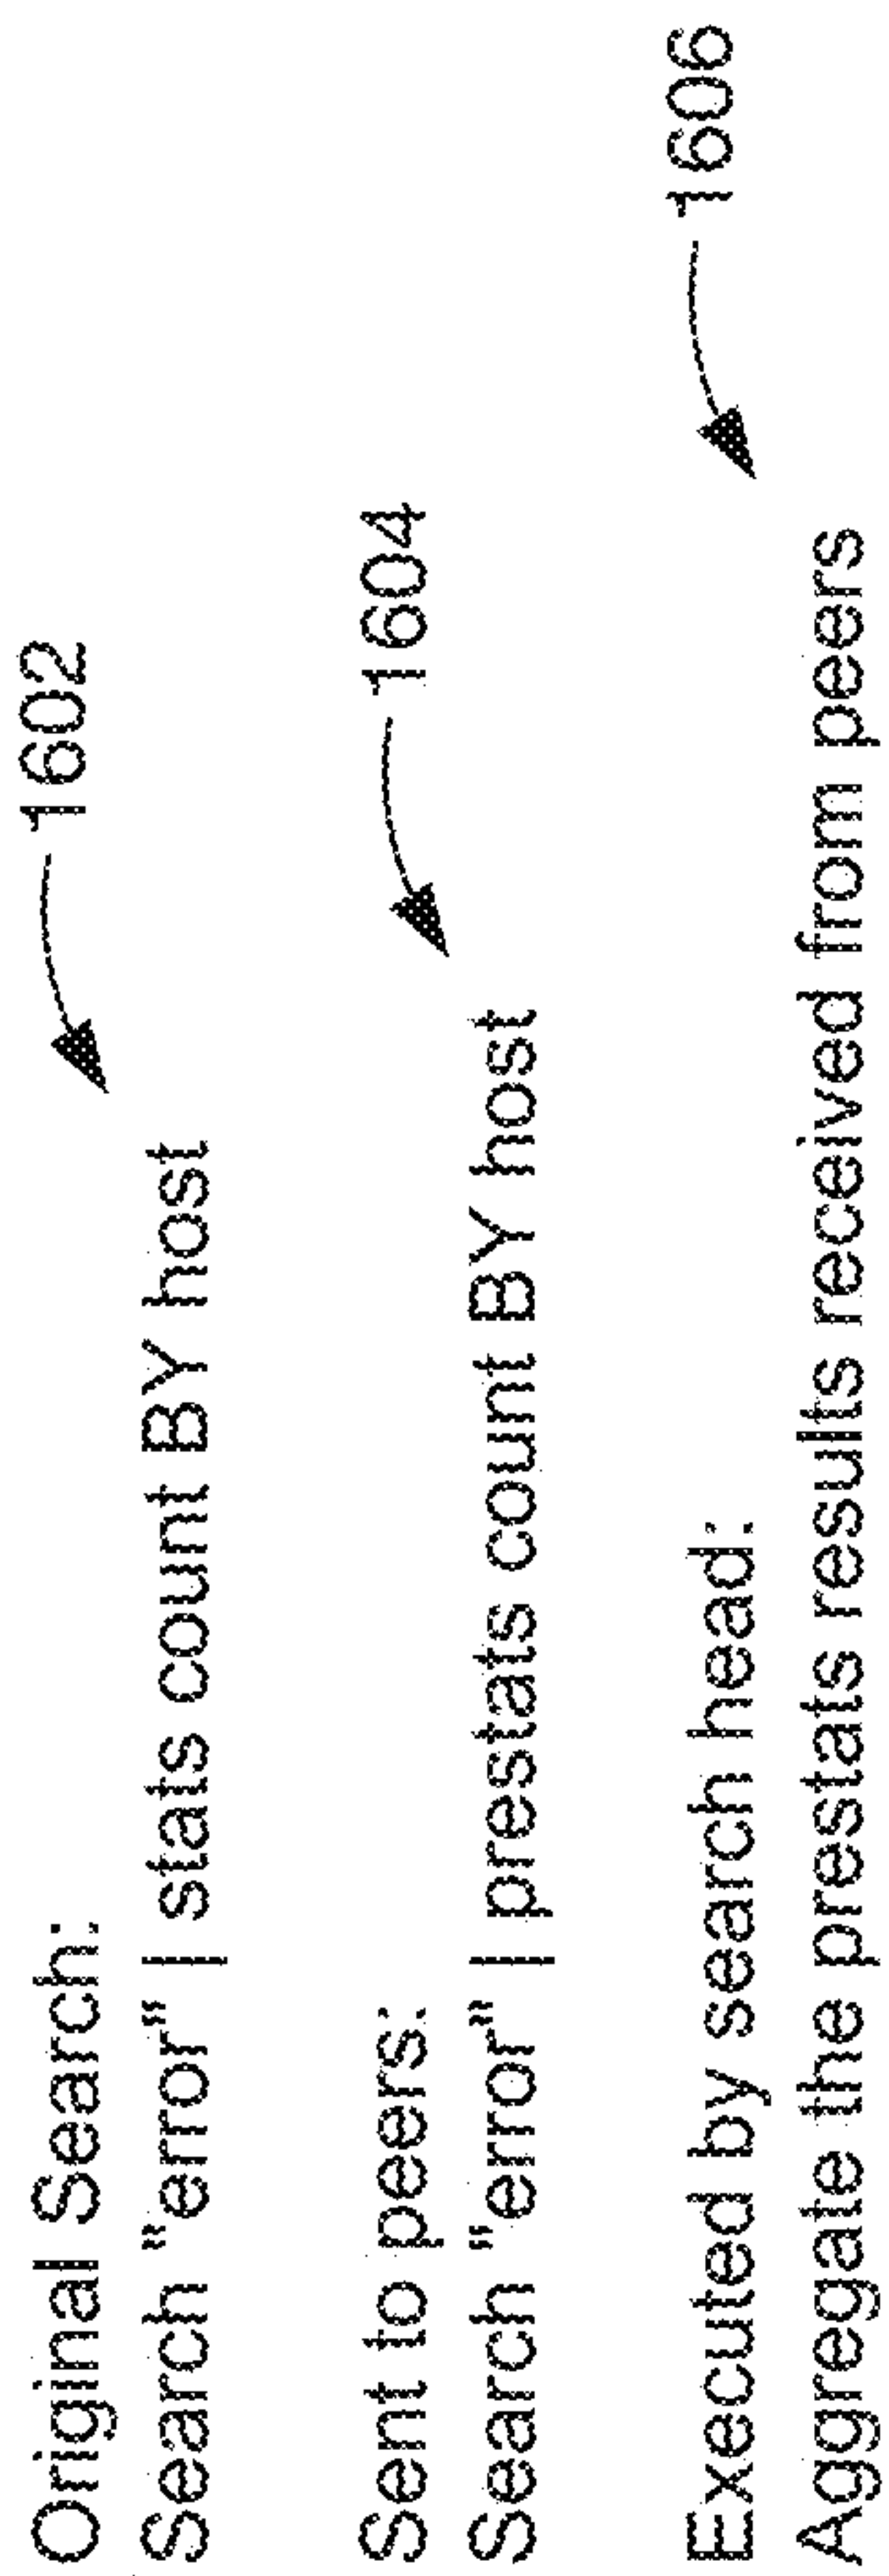 Original Search: 1602
Search "error" | stats count BY host
Sent to peers: 1604
Search "error" | prestats count BY host
Executed by search head: 1606
Aggregate the prestats results received from peers